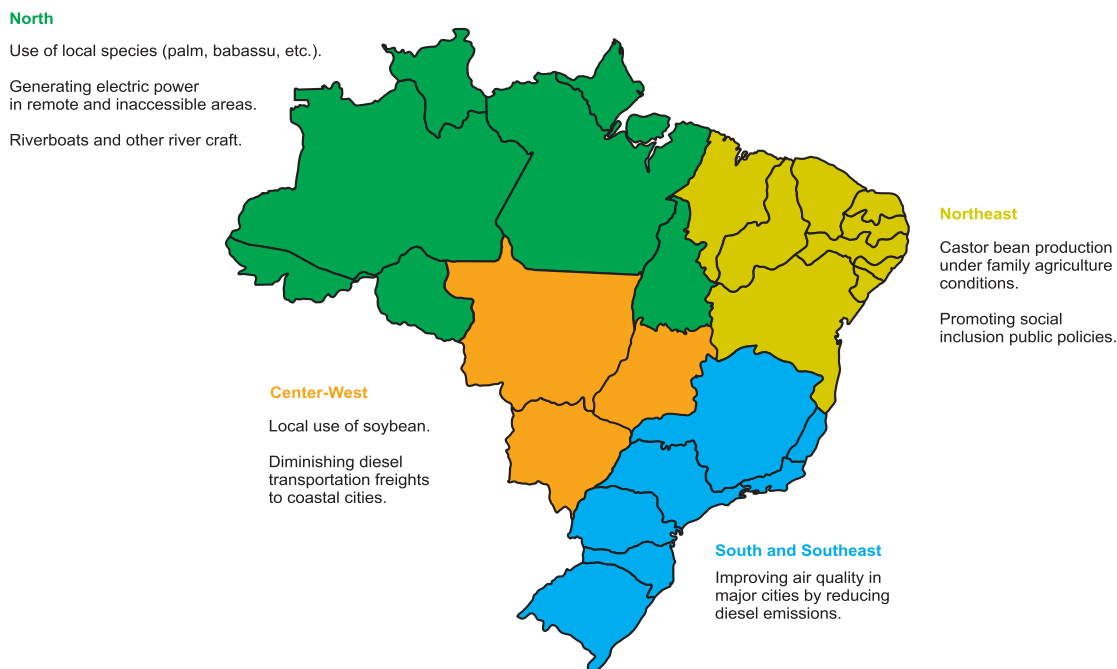 North
Use of local species (palm, babassu, etc.).
Generating electric power
in remote and inaccessible areas.
Riverboats and other river craft.
Northeast
Castor bean production
under family agriculture
conditions.
Promoting social
inclusion public policies.
Center-West
Local use of soybean.
Diminishing diesel
transportation freights
to coastal cities.
South and Southeast
Improving air quality in
major cities by reducing
diesel emissions.